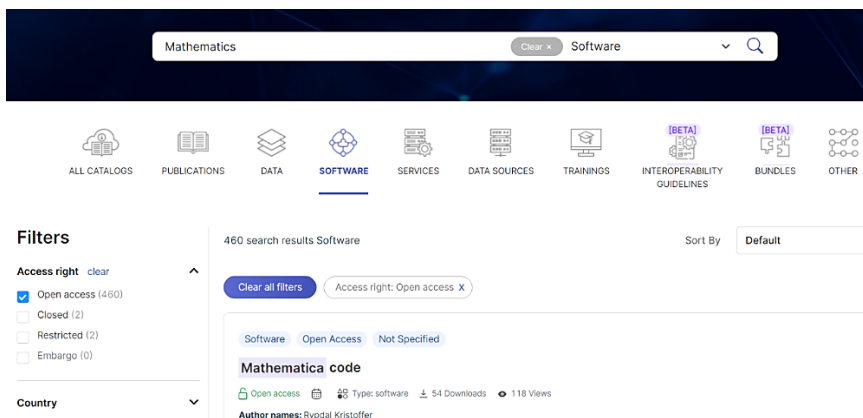 Mathematics Clear × Software
[BETA] [BETA]
ALL CATALOGS PUBLICATIONS DATA SOFTWARE SERVICES DATA SOURCES TRAININGS INTEROPERABILITY GUIDELINES BUNDLES OTHER
Filters
460 search results Software Sort By Default
Access right clear
Clear all filters Access right: Open access X
Open access (460)
Closed (2)
Restricted (2)
Embargo (0)
Software Open Access Not Specified
Mathematica code
Open access Type: software 54 Downloads 118 Views
Country
Author names: Rypdal Kristoffer